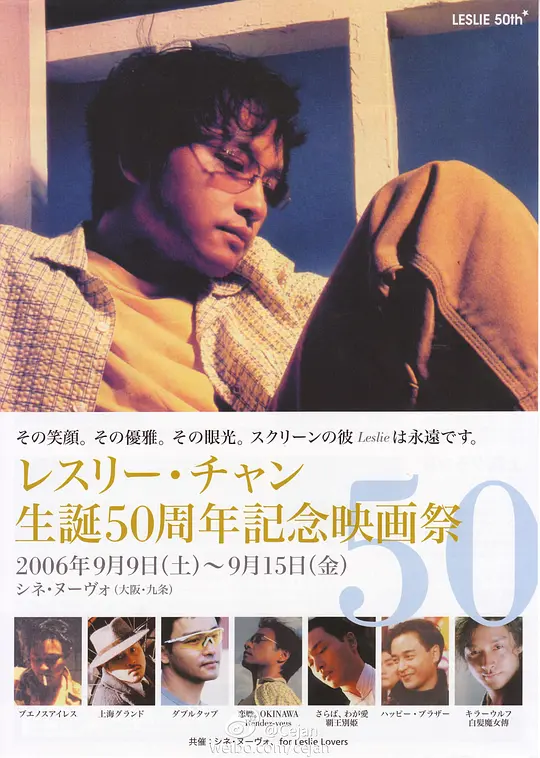 LESLIE 50th★
その笑顔。その優雅。その眼光。スクリーンの彼 Leslie は永遠です。
レスリー・チャン
生誕50周年記念映画祭
50
2006年9月9日(土)〜9月15日(金)
シネ・ヌーヴォ(大阪・九条)
ブエノスアイレス
上海グランド
ダブルタップ
恋戀。OKINAWA
Rendez-vous
さらば、わが愛
覇王別姫
ハッピー・ブラザー
キラーウルフ
白髪魔女傳
@Cejan
共催:シネ・ヌーヴォ、for Leslie Lovers
weibo.com/cejan